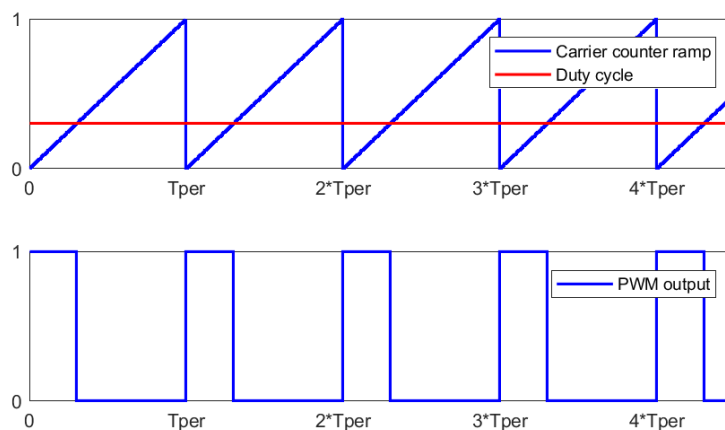 1
Carrier counter ramp
Duty cycle
0
0 Tper 2*Tper 3*Tper 4*Tper
1
PWM output
0
0 Tper 2*Tper 3*Tper 4*Tper